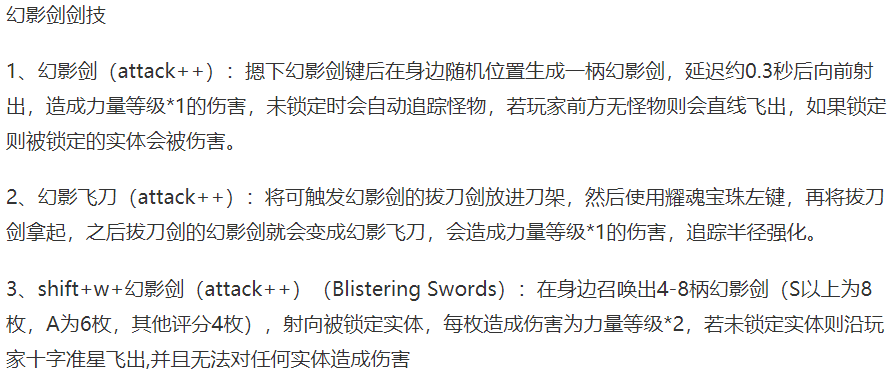 幻影剑剑技
1、幻影剑（attack++）：摁下幻影剑键后在身边随机位置生成一柄幻影剑，延迟约0.3秒后向前射
出，造成力量等级*1的伤害，未锁定时会自动追踪怪物，若玩家前方无怪物则会直线飞出，如果锁定
则被锁定的实体会被伤害。
2、幻影飞刀（attack++）：将可触发幻影剑的拔刀剑放进刀架，然后使用耀魂宝珠左键，再将拔刀
剑拿起，之后拔刀剑的幻影剑就会变成幻影飞刀，会造成力量等级*1的伤害，追踪半径强化。
3、shift+w+幻影剑（attack++）（Blistering Swords）：在身边召唤出4-8柄幻影剑（S以上为8
枚，A为6枚，其他评分4枚），射向被锁定实体，每枚造成伤害为力量等级*2，若未锁定实体则沿玩
家十字准星飞出,并且无法对任何实体造成伤害